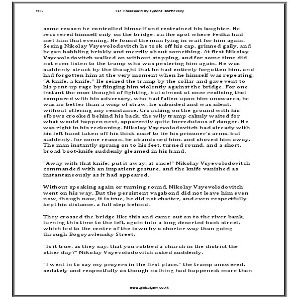 some reason he controlled himself and restrained his laughter. He
recovered himself only on the bridge, on the spot where Fedka had
met him that evening. He found the man lying in wait for him again.
Seeing Nikolay Vsyevolodovitch he took off his cap, grinned gaily, and
began babbling briskly and merrily about something. At first Nikolay
Vsyevolodovitch walked on without stopping, and for some time did
not even listen to the tramp who was pestering him again. He was
suddenly struck by the thought that he had entirely forgotten him, and
had forgotten him at the very moment when he himself was repeating,
"A knife, a knife." He seized the tramp by the collar and gave vent to
his pent-up rage by flinging him violently against the bridge. For one
instant the man thought of fighting, but almost at once realising that
compared with his adversary, who had fallen upon him unawares, he
was no better than a wisp of straw, he subsided and was silent,
without offering any resistance. Crouching on the ground with his
elbows crooked behind his back, the wily tramp calmly waited for
what would happen next, apparently quite incredulous of danger. He
was right in his reckoning. Nikolay Vsyevolodovitch had already with
his left hand taken off his thick scarf to tie his prisoner's arms, but
suddenly, for some reason, he abandoned him, and shoved him away.
The man instantly sprang on to his feet, turned round, and a short,
broad boot-knife suddenly gleamed in his hand.
"Away with that knife; put it away, at once!" Nikolay Vsyevolodovitch
commanded with an impatient gesture, and the knife vanished as
instantaneously as it had appeared.
Without speaking again or turning round, Nikolay Vsyevolodovitch
went on his way. But the persistent vagabond did not leave him even
now, though now, it is true, he did not chatter, and even respectfully
kept his distance, a full step behind.
They crossed the bridge like this and came out on to the river bank,
turning this time to the left, again into a long deserted back street,
which led to the centre of the town by a shorter way than going
through Bogoyavlensky Street.
"Is it true, as they say, that you robbed a church in the district the
other day?" Nikolay Vsyevolodovitch asked suddenly.
"I went in to say my prayers in the first place," the tramp answered,
sedately and respectfully as though nothing had happened; more than